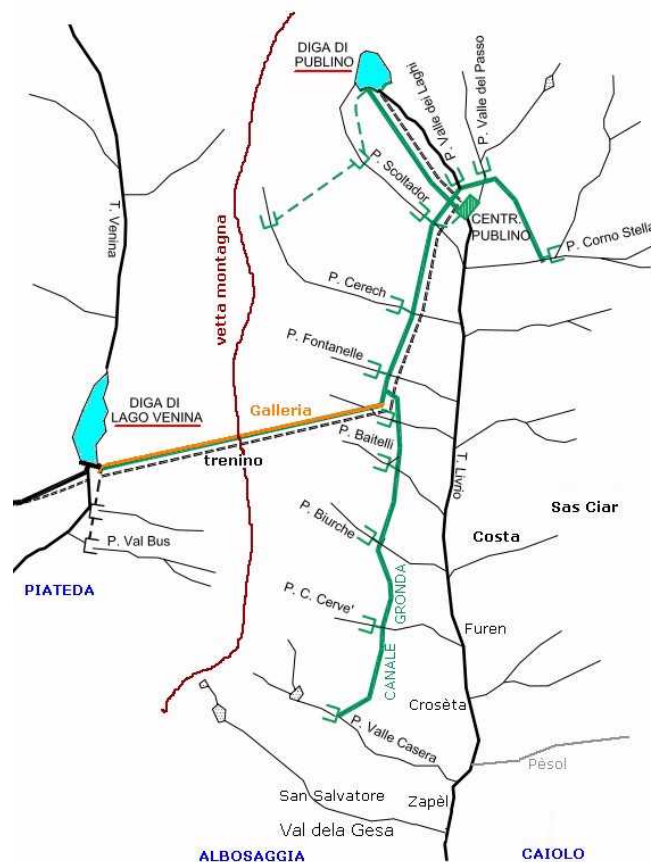 DIGA DI
PUBLINO
P. Valle dei Laghi
P. Valle del Passo
P. Scoltador
CENTR.
PUBLINO
P. Corno Stella
T. Venina
vetta montagna
P. Cerech
P. Fontanelle
DIGA DI
LAGO VENINA
Galleria
trenino
P. Baitelli
T. Livrio
P. Val Bus
P. Biurche
Costa
Sas Ciar
PIATEDA
P. C. Cerve'
CANALE GRONDA
Furen
Crosèta
P. Valle Casera
Pèsol
San Salvatore
Zapèl
Val dela Gesa
ALBOSAGGIA
CAIOLO